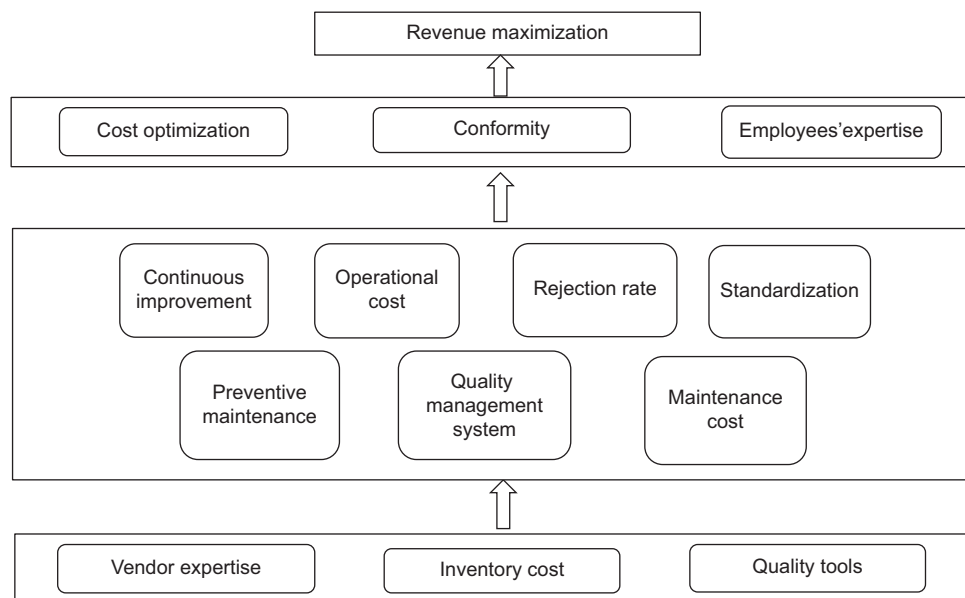 Revenue maximization
Cost optimization
Conformity
Employees’expertise
Continuous
improvement
Operational
cost
Rejection rate
Standardization
Preventive
maintenance
Quality
management
system
Maintenance
cost
Vendor expertise
Inventory cost
Quality tools